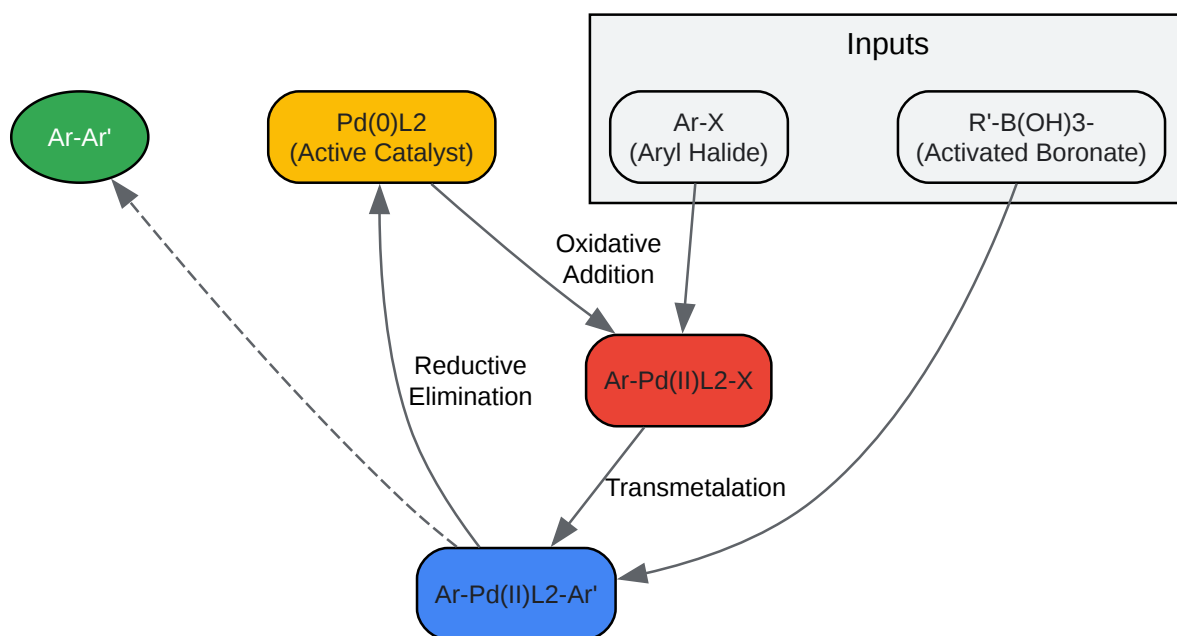 Inputs
Ar-Ar'
Pd(0)L2
(Active Catalyst)
Ar-X
(Aryl Halide)
R'-B(OH)3-
(Activated Boronate)
Oxidative
Addition
Reductive
Elimination
Ar-Pd(II)L2-X
Transmetalation
Ar-Pd(II)L2-Ar'